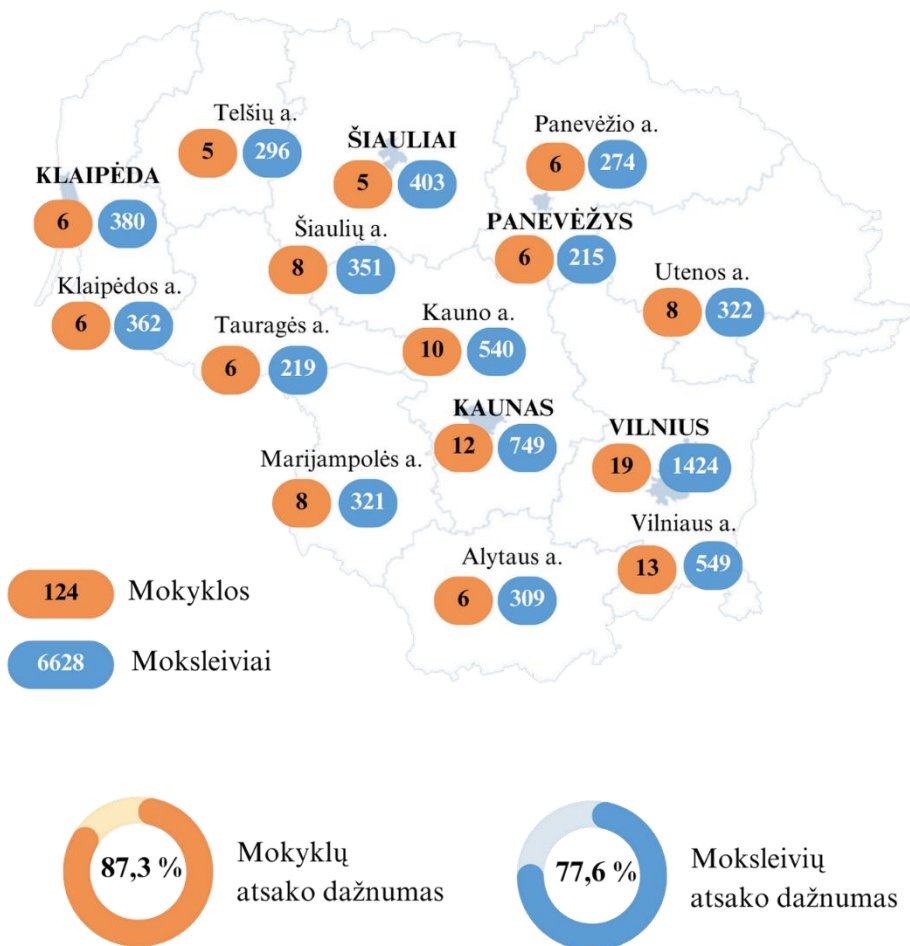 Telšių a.
5 296
ŠIAULIAI
5 403
Panevėžio a.
6 274
KLAIPĖDA
6 380
Šiaulių a.
8 351
PANEVĖŽYS
6 215
Utenos a.
8 322
Klaipėdos a.
6 362
Tauragės a.
6 219
Kauno a.
10 540
KAUNAS
12 749
VILNIUS
19 1424
Marijampolės a.
8 321
Vilniaus a.
13 549
Alytaus a.
6 309
124 Mokyklos
6628 Moksleiviai
87,3 %
Mokyklų
atsako dažnumas
77,6 %
Moksleivių
atsako dažnumas